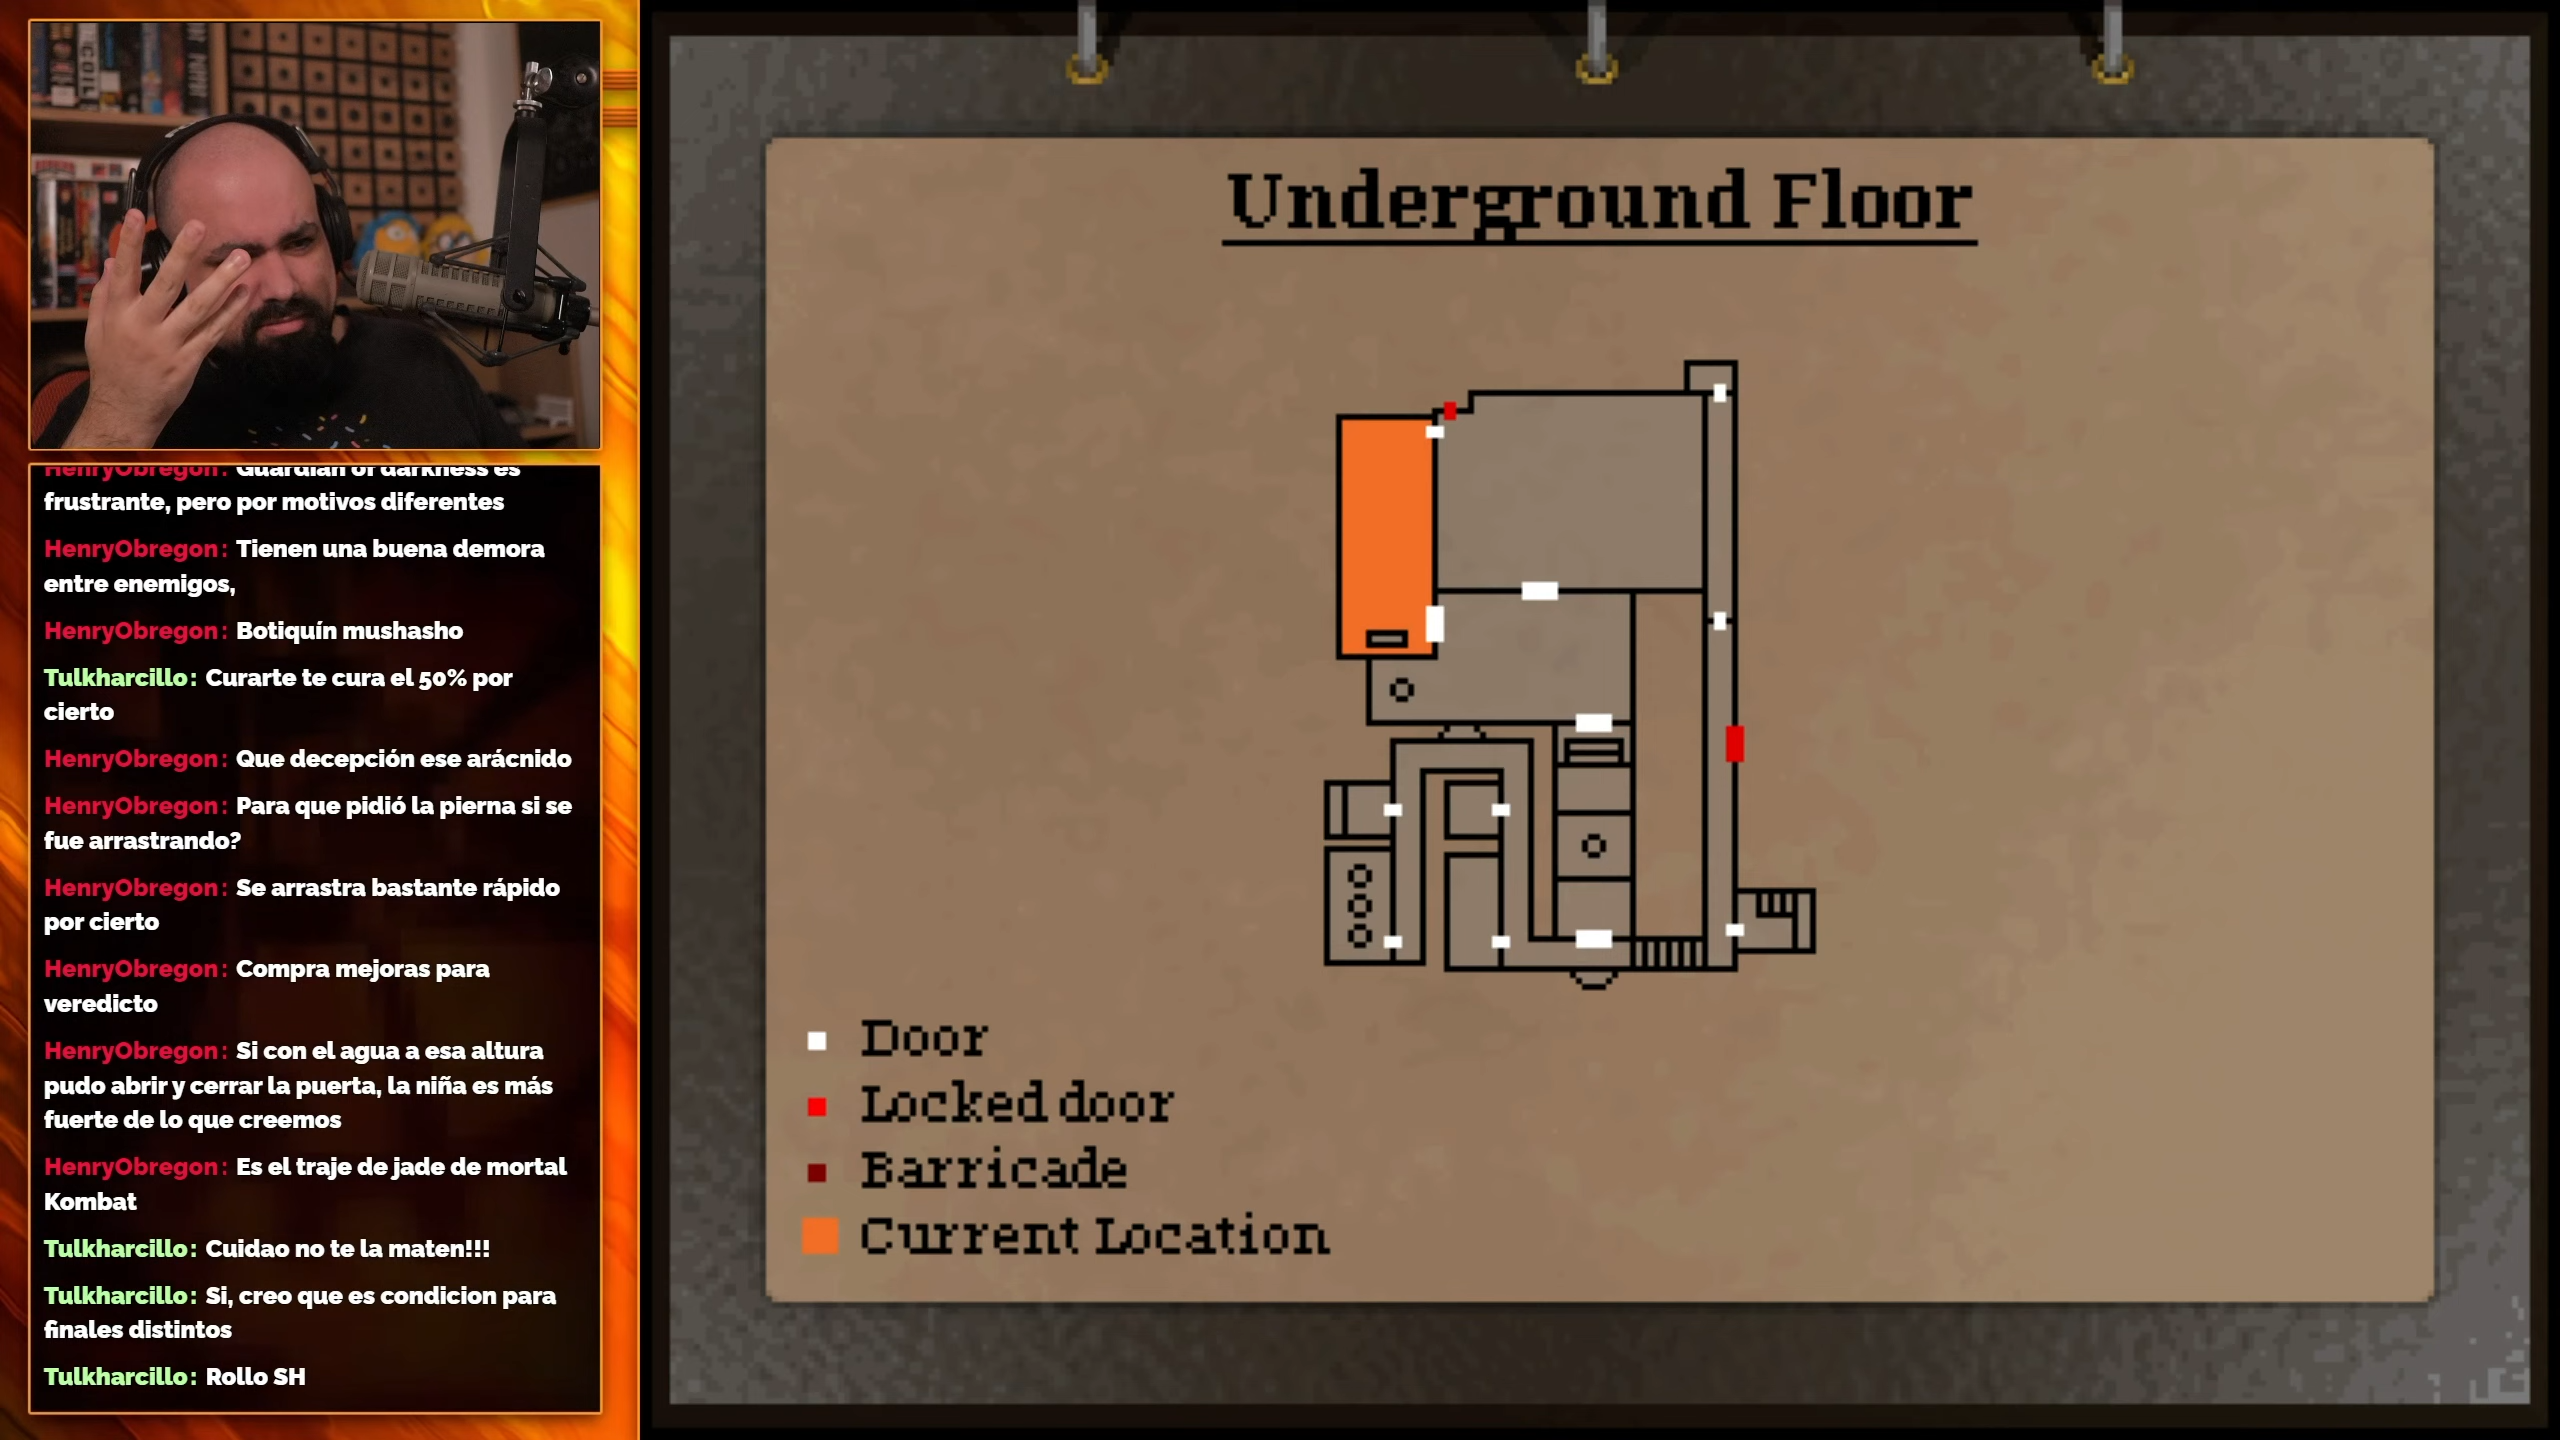 HenryObregon: Guardian of darkness es
frustrante, pero por motivos diferentes
HenryObregon: Tienen una buena demora
entre enemigos,
HenryObregon: Botiquín mushasho
Tulkharcillo: Curarte te cura el 50% por
cierto
HenryObregon: Que decepción ese arácnido
HenryObregon: Para que pidió la pierna si se
fue arrastrando?
HenryObregon: Se arrastra bastante rápido
por cierto
HenryObregon: Compra mejoras para
veredicto
HenryObregon: Si con el agua a esa altura
pudo abrir y cerrar la puerta, la niña es más
fuerte de lo que creemos
HenryObregon: Es el traje de jade de mortal
Kombat
Tulkharcillo: Cuidao no te la maten!!!
Tulkharcillo: Si, creo que es condicion para
finales distintos
Tulkharcillo: Rollo SH
Underground Floor
Door
Locked door
Barricade
Current Location